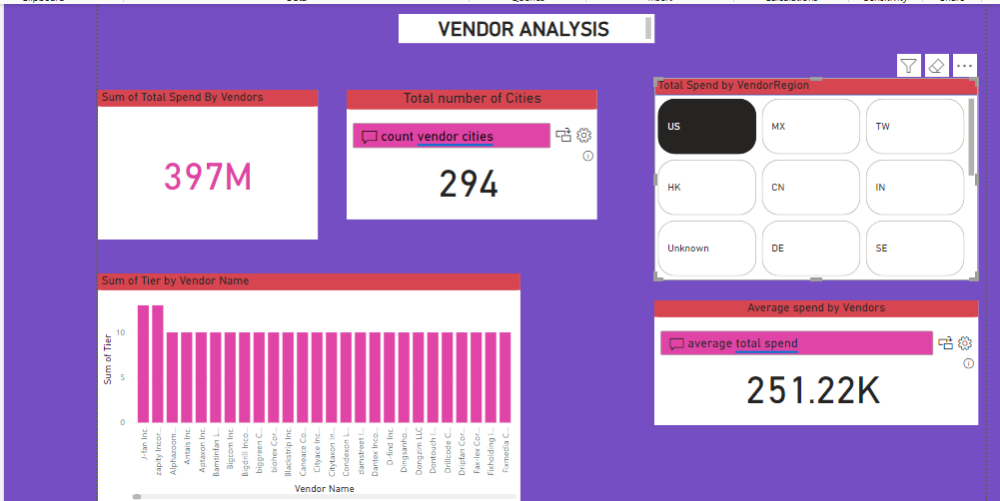 VENDOR ANALYSIS
Sum of Total Spend By Vendors
397M
Total number of Cities
count vendor cities
294
Total Spend by VendorRegion
US
MX
TW
HK
CN
IN
Unknown
DE
SE
Sum of Tier by Vendor Name
Sum of Tier
10
5
0
J-fan Inc.
zapity Incor...
Alphazoom...
Antais Inc.
Aptaxon Inc.
Bamtinfan L...
Bigcom Inc.
Bigdrill Inco...
biggreen C...
biohex Cor...
Blackstrip Inc.
Caneace Co...
Cityace Inc...
Citytaxon In...
Condexon L...
damstreet I...
Dantex Inco...
D-find Inc.
Dingsanho...
Dongzim LLC
Dontouch I...
Drillcode C...
Dripfan Cor...
Fax-lex Cor...
Fixholding I...
Fixmedia C...
Vendor Name
Average spend by Vendors
average total spend
251.22K